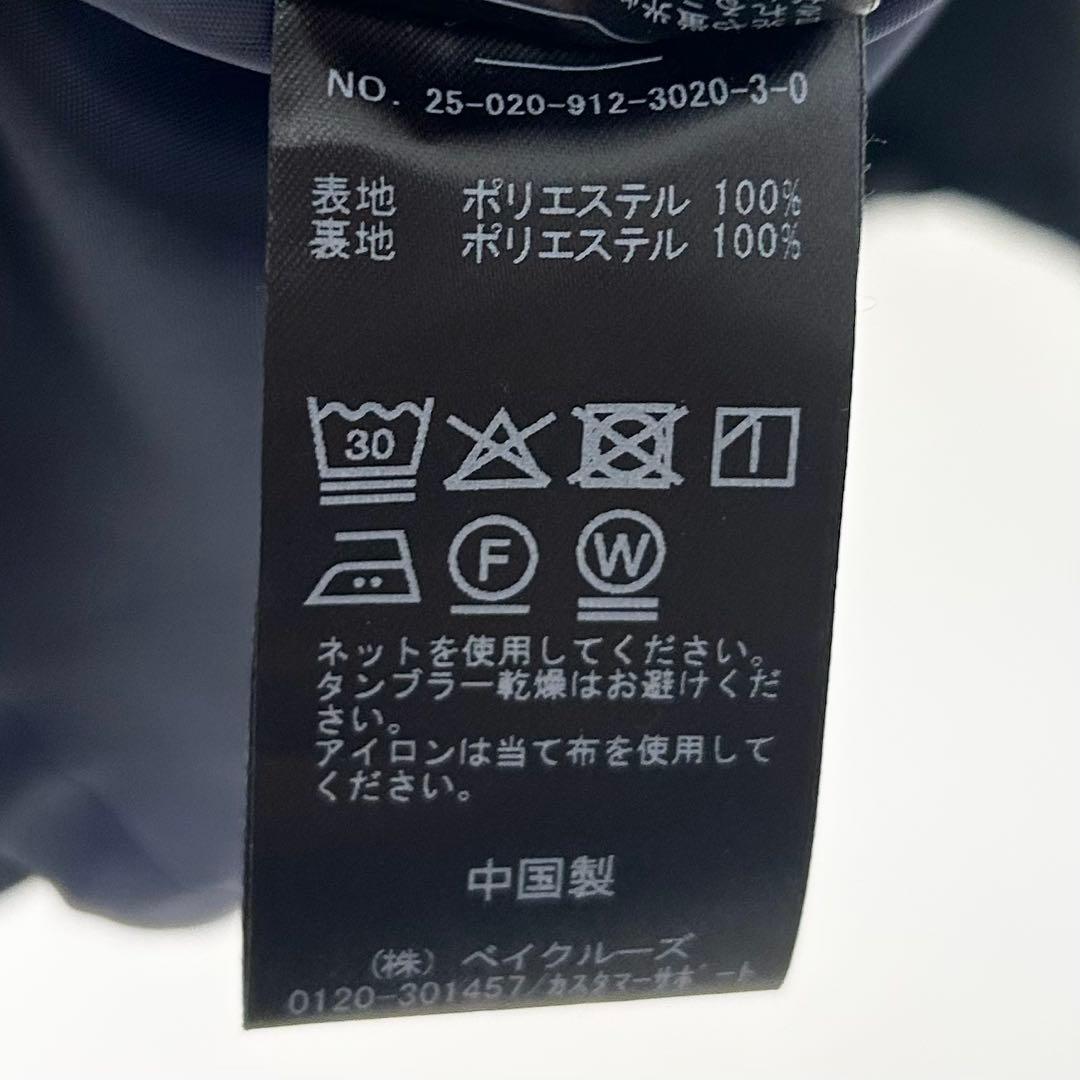 NO. 25-020-912-3020-3-0
表地 ポリエステル 100%
裏地 ポリエステル 100%
30
F W
ネットを使用してください。
タンブラー乾燥はお避けくだ
さい。
アイロンは当て布を使用して
ください。
中国製
(株) ベイクルーズ
0120-301457/カスタマーサポート